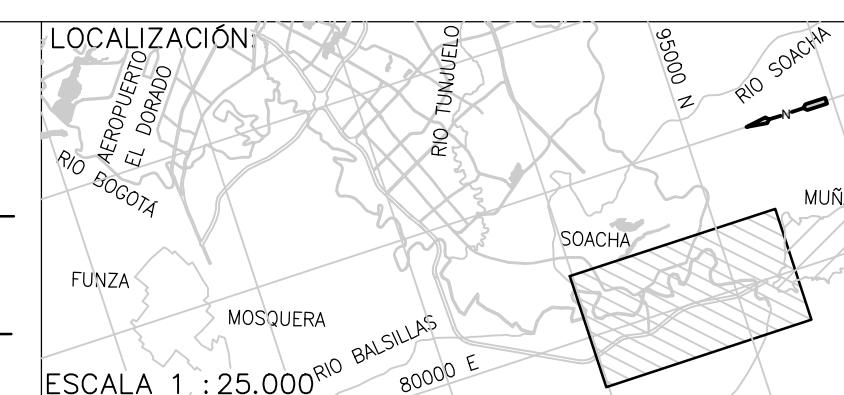 LOCALIZACIÓN:
AEROPUERTO
EL DORADO
RIO BOGOTÁ
RIO TUNJUELO
95000 N
RIO SOACHA
N
MUÑ
SOACHA
FUNZA
MOSQUERA
RIO BALSILLAS
80000 E
ESCALA 1 : 25.000